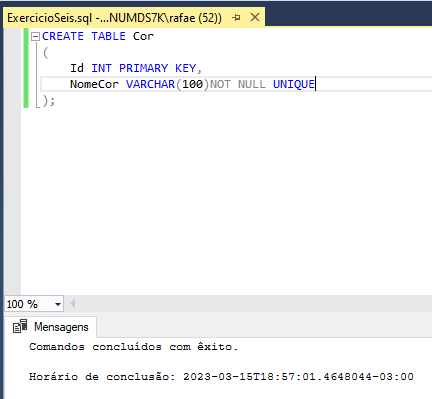 ExercicioSeis.sql -...NUMDS7K\rafae (52))
CREATE TABLE Cor
(
Id INT PRIMARY KEY,
NomeCor VARCHAR(100)NOT NULL UNIQUE
);
100 %
Mensagens
Comandos concluídos com êxito.
Horário de conclusão: 2023-03-15T18:57:01.4648044-03:00